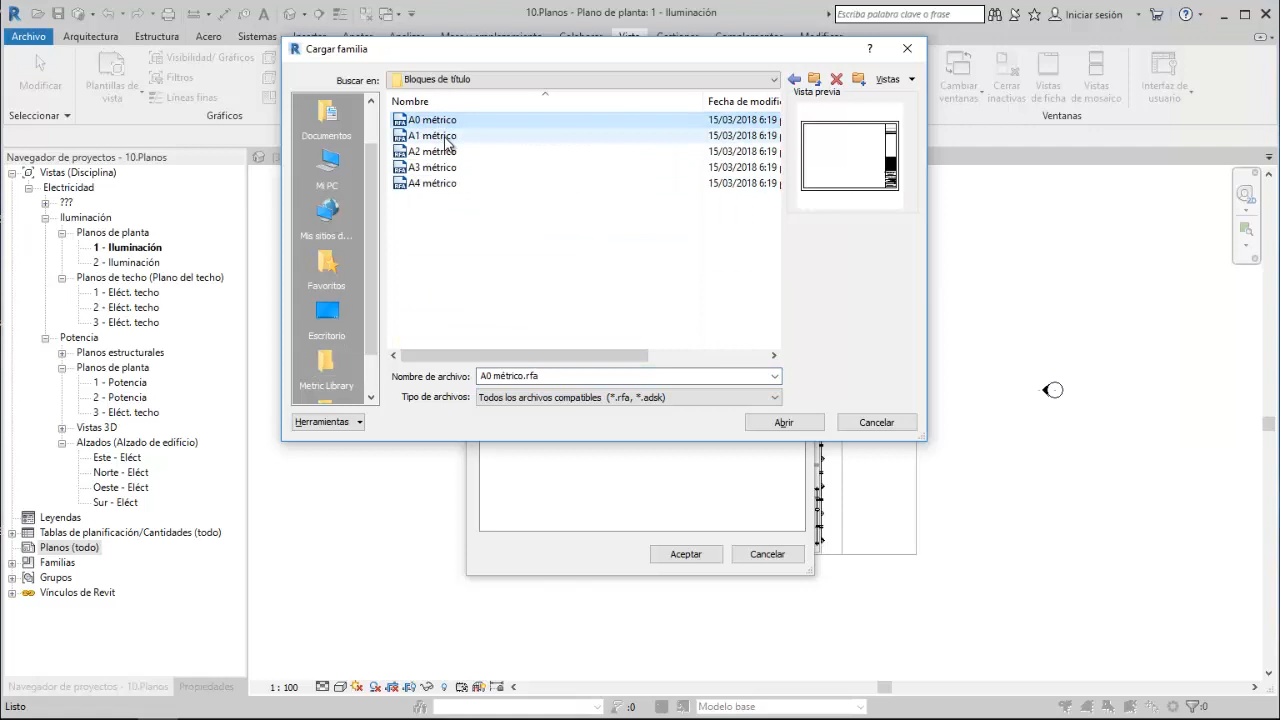 10.Planos - Plano de planta: 1 - Iluminación
Escriba palabra clave o frase
Iniciar sesión
Archivo
Arquitectura
Estructura
Acero
Sistemas
Vista
Modificar
Seleccionar
Plantillas de vista
Visibilidad/ Gráficos
Filtros
Líneas finas
Gráficos
Cambiar ventanas
Cerrar inactivas
Vistas de ficha
Vistas de mosaico
Interfaz de usuario
Ventanas
Cargar familia
Buscar en:
Bloques de título
Vistas
Nombre
Fecha de modifi
A0 métrico
15/03/2018 6:19
A1 métrico
15/03/2018 6:19
A2 métrico
15/03/2018 6:19
A3 métrico
15/03/2018 6:19
A4 métrico
15/03/2018 6:19
Vista previa
Documentos
Mi PC
Mis sitios d...
Favoritos
Escritorio
Metric Library
Nombre de archivo:
A0 métrico.rfa
Tipo de archivos:
Todos los archivos compatibles (*.rfa, *.adsk)
Herramientas
Abrir
Cancelar
Aceptar
Cancelar
Navegador de proyectos - 10.Planos
Vistas (Disciplina)
Electricidad
???
Iluminación
Planos de planta
1 - Iluminación
2 - Iluminación
Planos de techo (Plano del techo)
1 - Eléct. techo
2 - Eléct. techo
3 - Eléct. techo
Potencia
Planos estructurales
Planos de planta
1 - Potencia
2 - Potencia
3 - Potencia
Vistas 3D
Alzados (Alzado de edificio)
Este - Eléct
Norte - Eléct
Oeste - Eléct
Sur - Eléct
Leyendas
Tablas de planificación/Cantidades (todo)
Planos (todo)
Familias
Grupos
Vínculos de Revit
Navegador de proyectos - 10.Planos
Propiedades
1 : 100
Listo
:0
Modelo base
:0